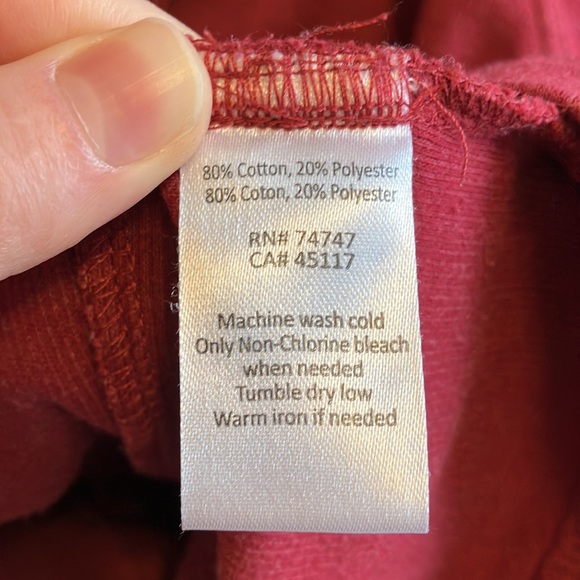 80% Cotton, 20% Polyester
80% Coton, 20% Polyester
RN# 74747
CA# 45117
Machine wash cold
Only Non-Chlorine bleach
when needed
Tumble dry low
Warm iron if needed